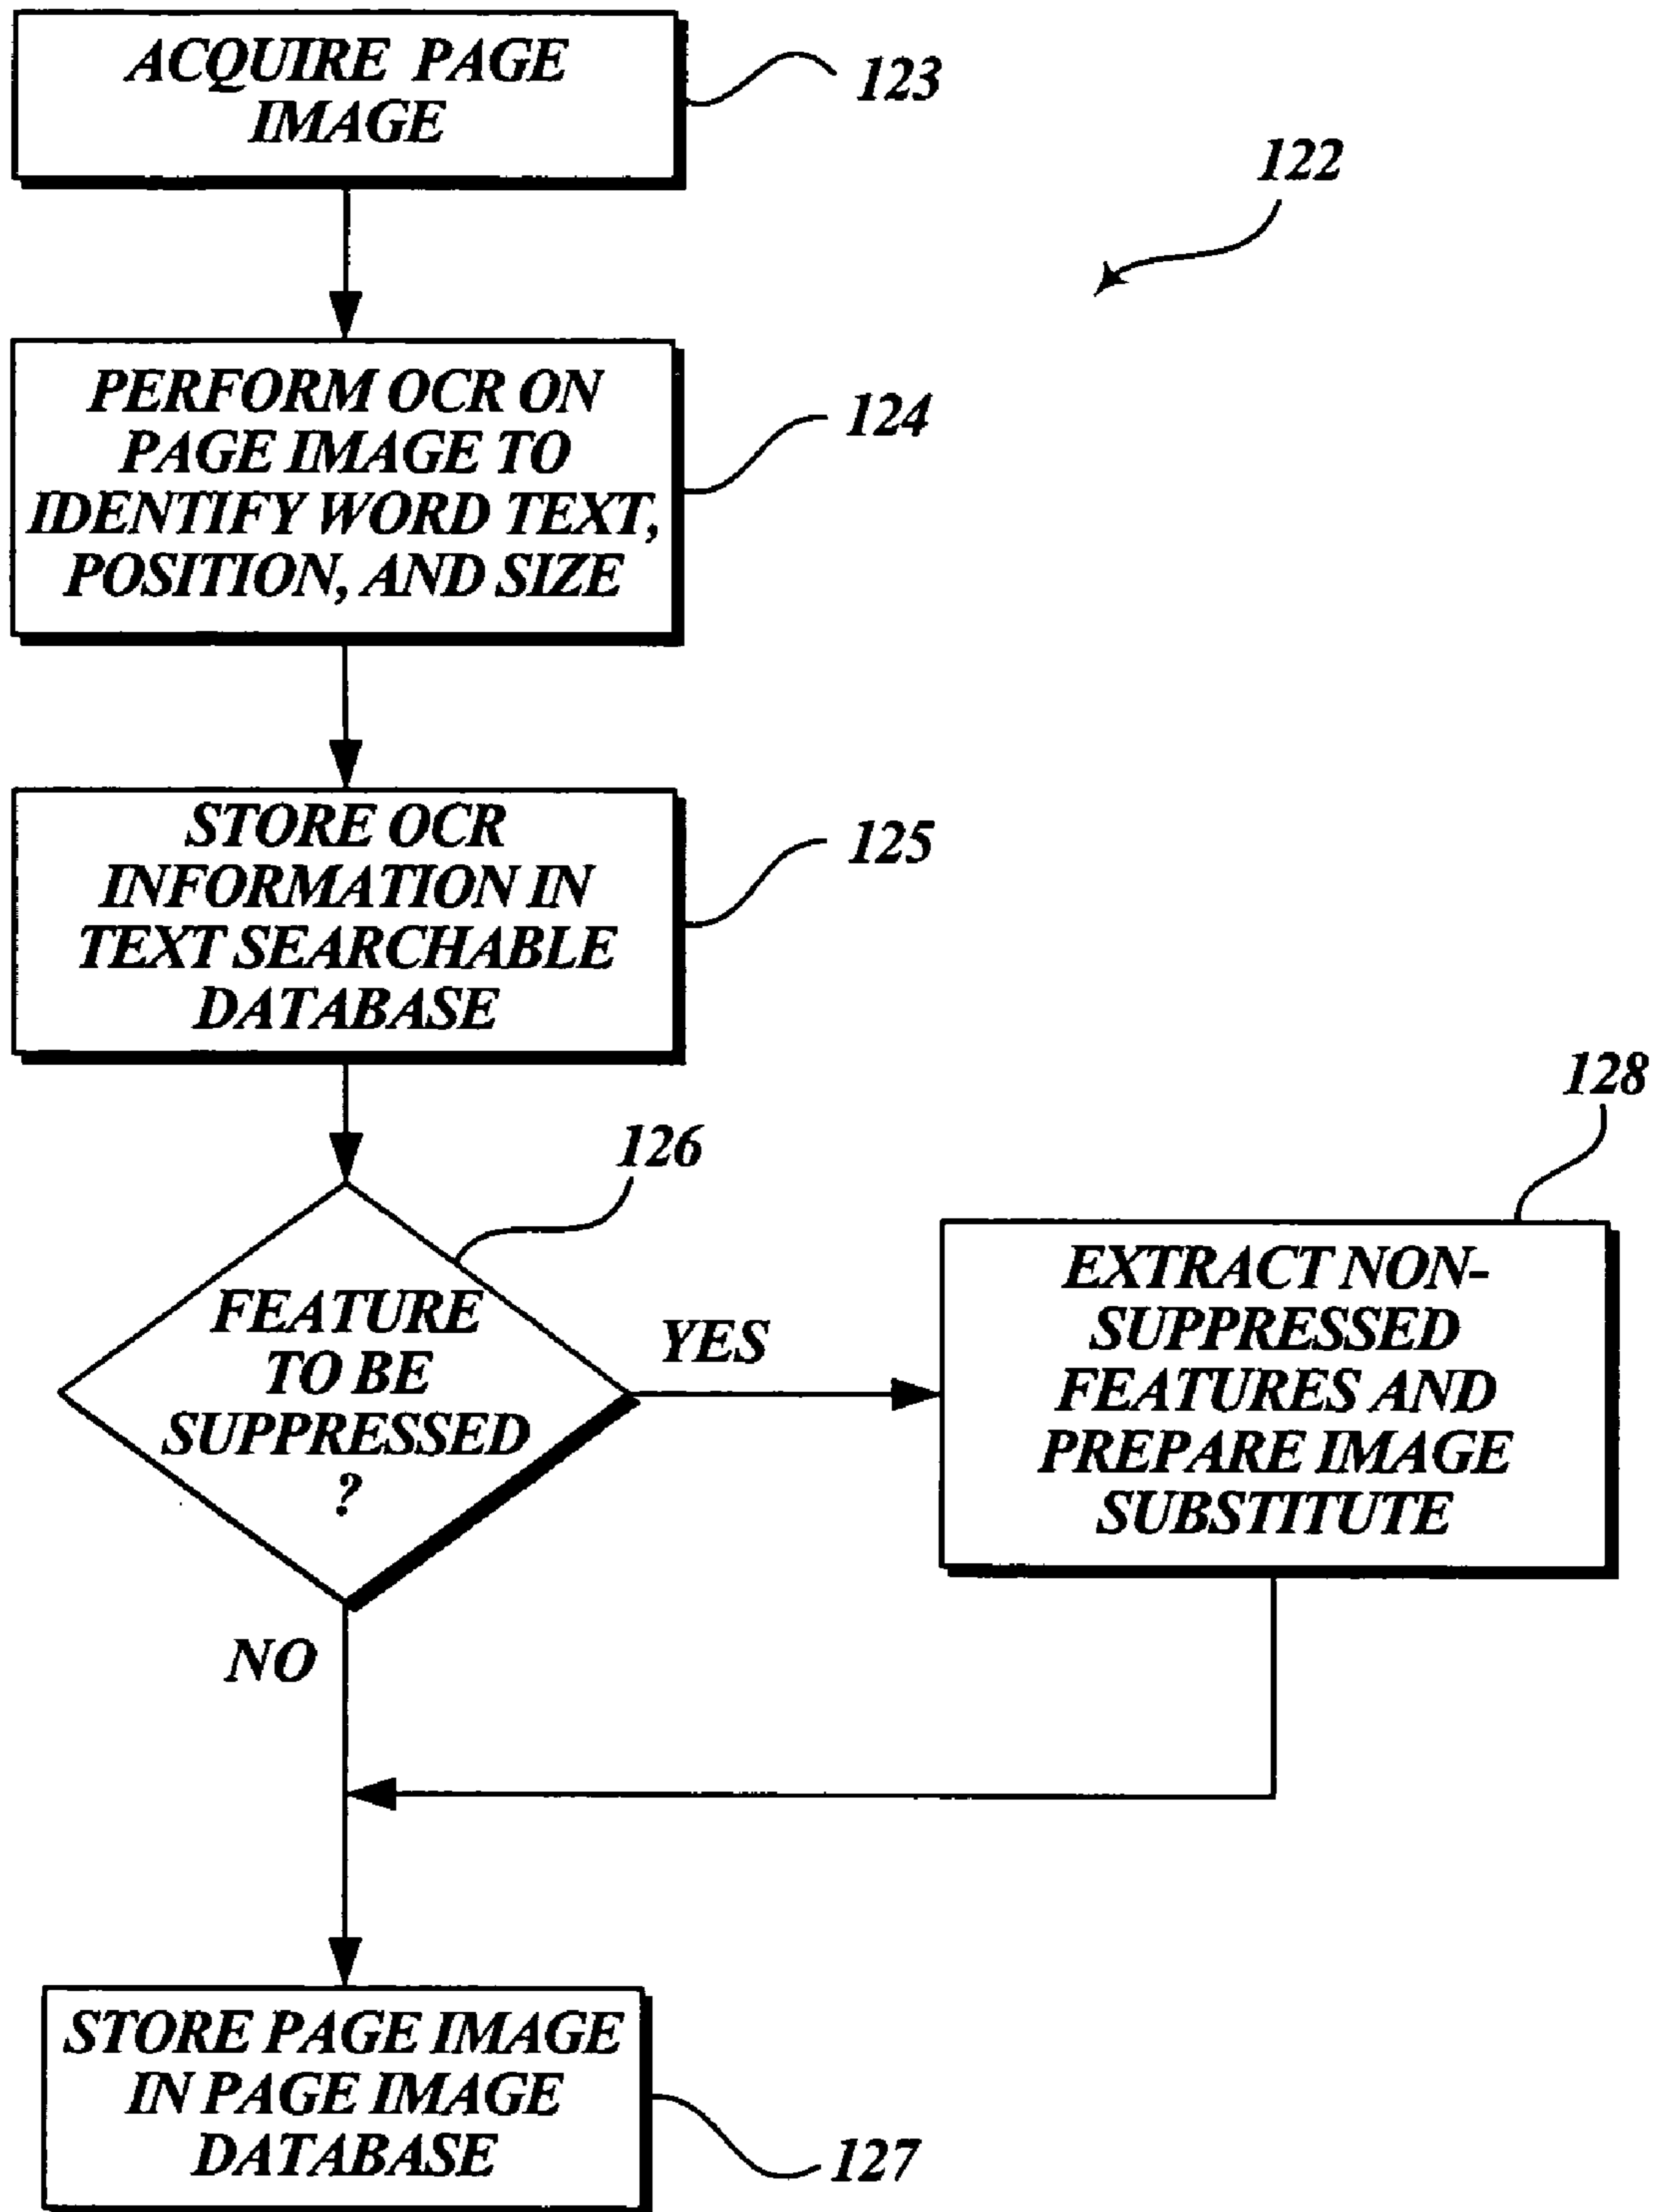 ACQUIRE PAGE
IMAGE
123
122
PERFORM OCR ON
PAGE IMAGE TO
IDENTIFY WORD TEXT,
POSITION, AND SIZE
124
STORE OCR
INFORMATION IN
TEXT SEARCHABLE
DATABASE
125
126
FEATURE
TO BE
SUPPRESSED
?
YES
128
EXTRACT NON-
SUPPRESSED
FEATURES AND
PREPARE IMAGE
SUBSTITUTE
NO
STORE PAGE IMAGE
IN PAGE IMAGE
DATABASE
127